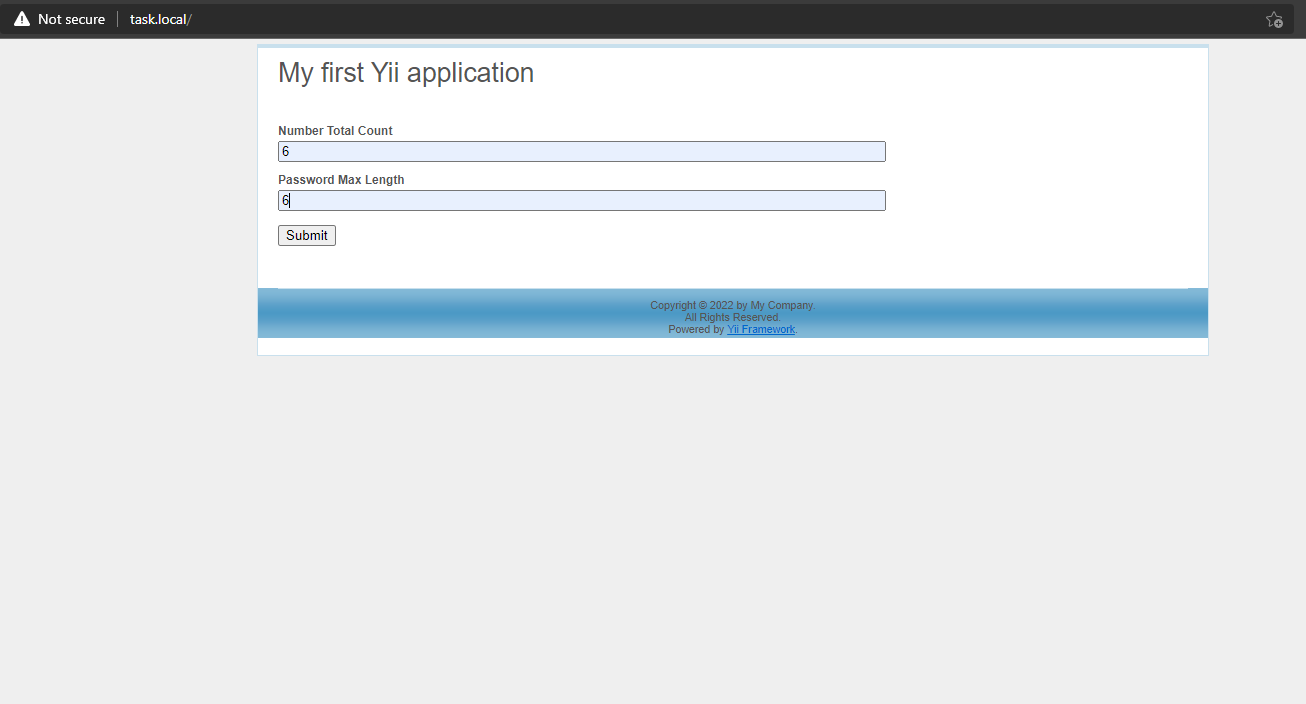 Not secure task.local/
My first Yii application
Number Total Count
6
Password Max Length
6
Submit
Copyright © 2022 by My Company.
All Rights Reserved.
Powered by Yii Framework.